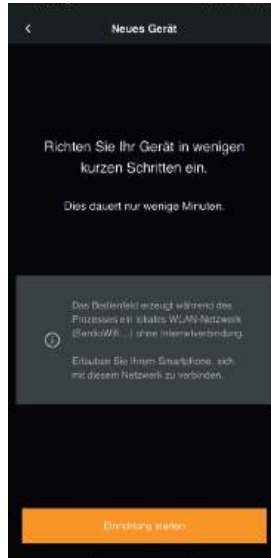 Neues Gerät
Richten Sie Ihr Gerät in wenigen
kurzen Schritten ein.
Dies dauert nur wenige Minuten.
Das Bedienfeld erzeugt während des
Prozesses ein lokales WLAN-Netzwerk
(SentioWifi...) ohne Internetverbindung.
Erlauben Sie Ihrem Smartphone, sich
mit diesem Netzwerk zu verbinden.
Einrichtung starten